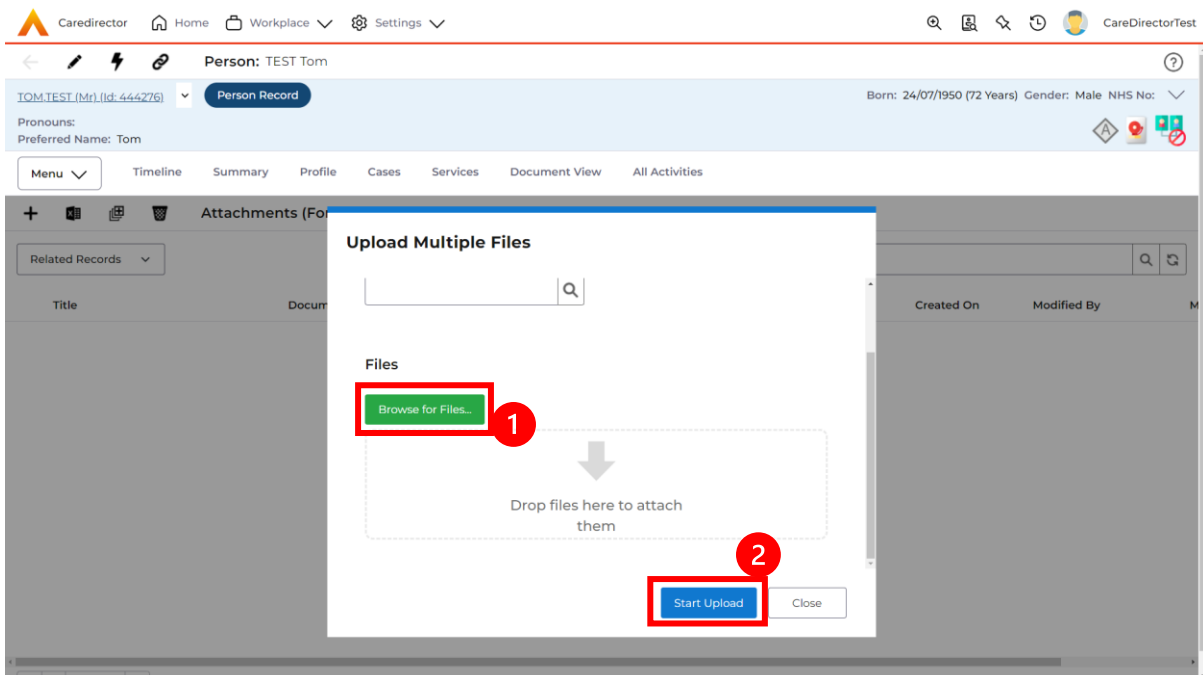 Caredirector Home Workplace Settings CareDirectorTest
Person: TEST Tom
TOM,TEST (Mr) (Id: 444276) Person Record Born: 24/07/1950 (72 Years) Gender: Male NHS No:
Pronouns:
Preferred Name: Tom
Menu Timeline Summary Profile Cases Services Document View All Activities
Attachments (For
Upload Multiple Files
Related Records
Title Docum Created On Modified By M
Files
Browse for Files...
1
Drop files here to attach
them
2
Start Upload Close